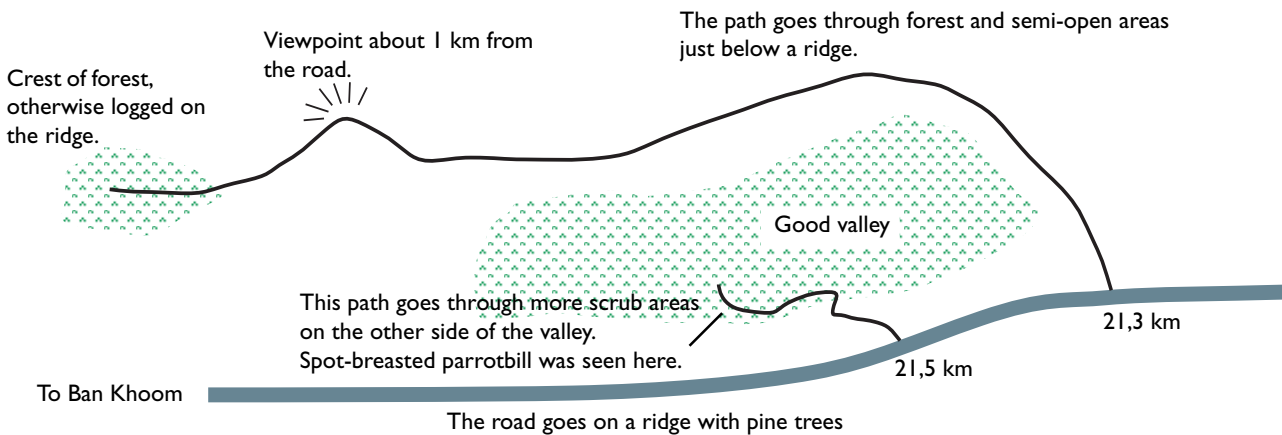 The path goes through forest and semi-open areas
just below a ridge.
Viewpoint about 1 km from
the road.
Crest of forest,
otherwise logged on
the ridge.
Good valley
This path goes through more scrub areas
on the other side of the valley.
Spot-breasted parrotbill was seen here.
21,3 km
21,5 km
To Ban Khoom
The road goes on a ridge with pine trees